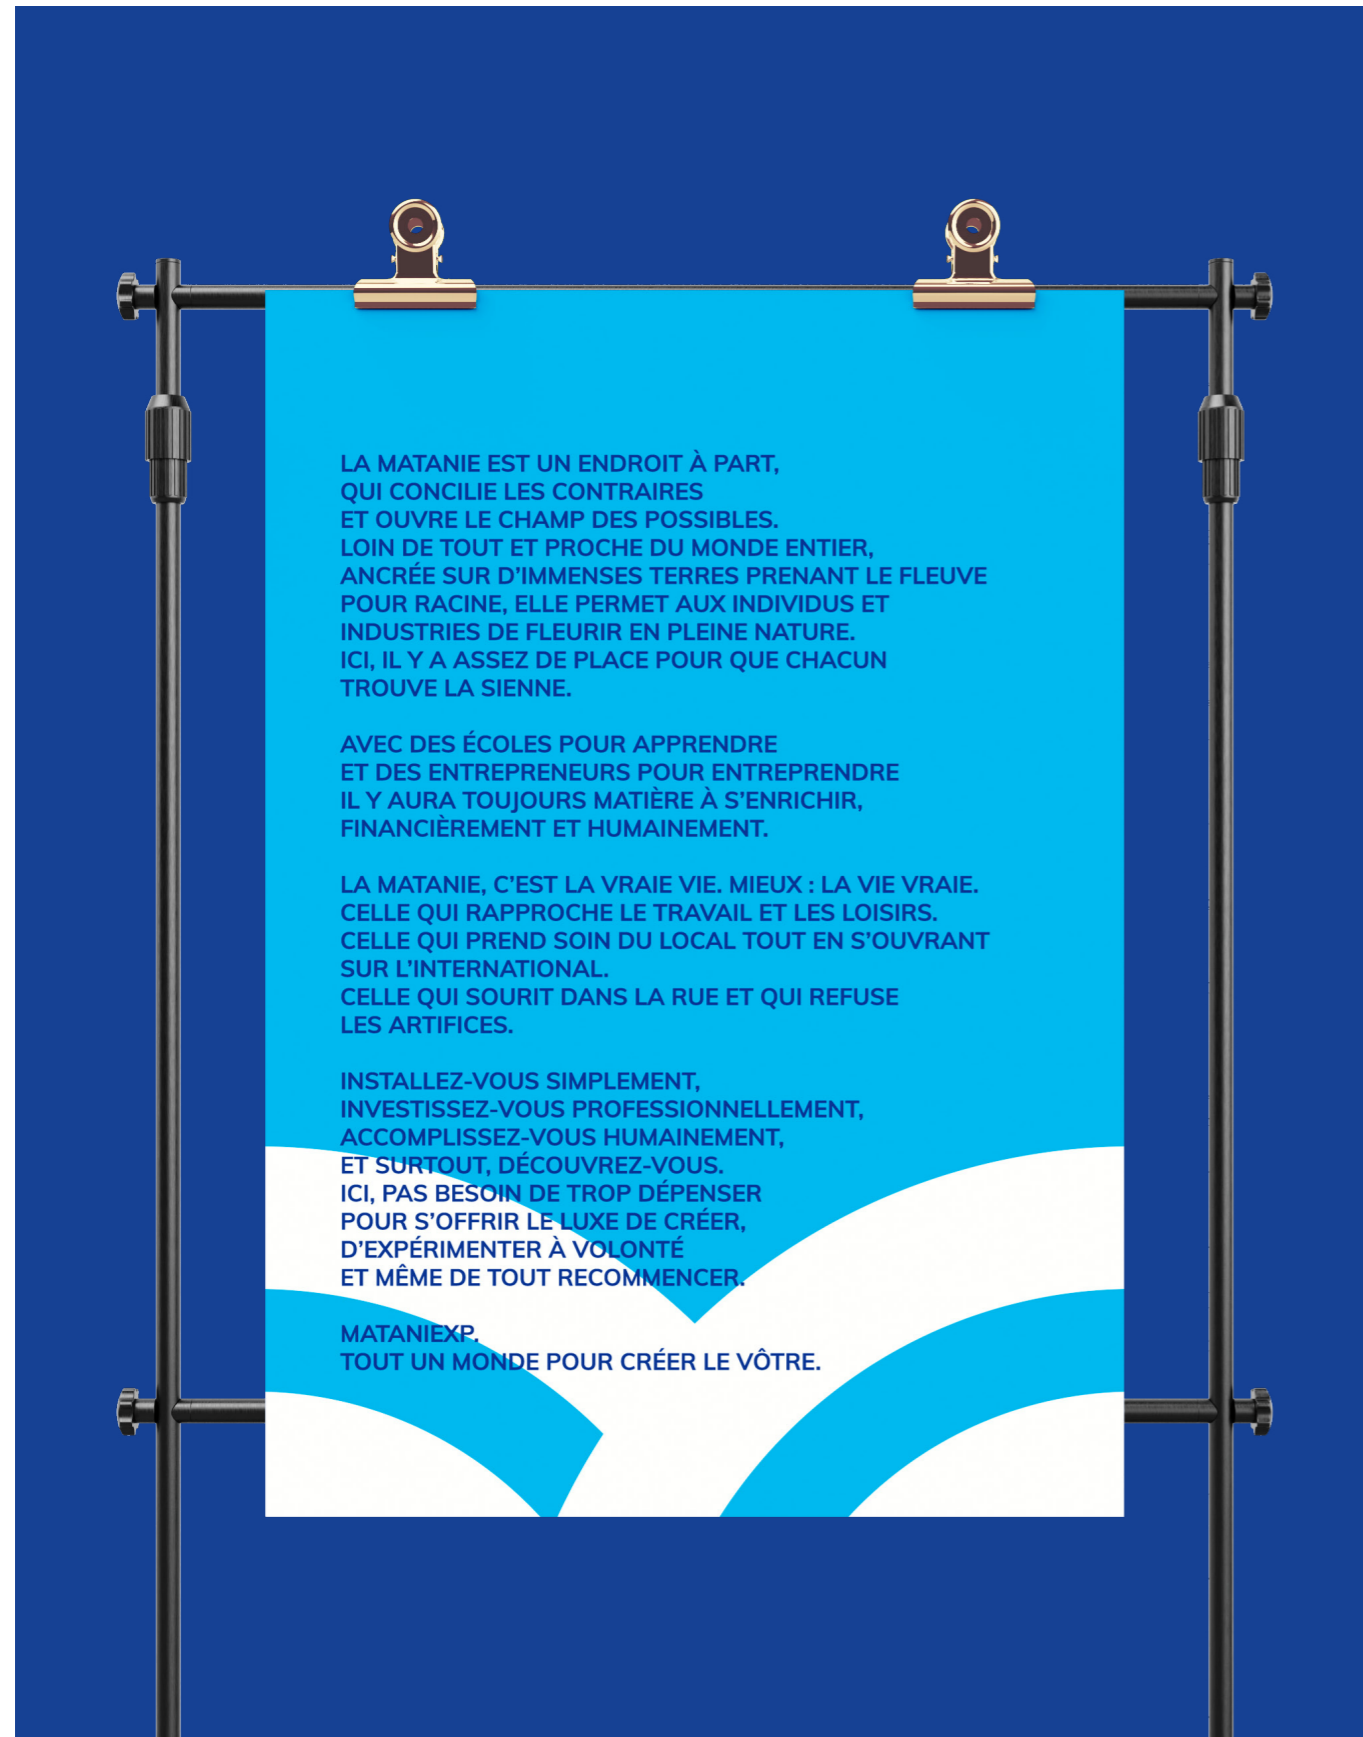 LA MATANIE EST UN ENDROIT À PART,
QUI CONCILIE LES CONTRAIRES
ET OUVRE LE CHAMP DES POSSIBLES.
LOIN DE TOUT ET PROCHE DU MONDE ENTIER,
ANCRÉE SUR D’IMMENSES TERRES PRENANT LE FLEUVE
POUR RACINE, ELLE PERMET AUX INDIVIDUS ET
INDUSTRIES DE FLEURIR EN PLEINE NATURE.
ICI, IL Y A ASSEZ DE PLACE POUR QUE CHACUN
TROUVE LA SIENNE.
AVEC DES ÉCOLES POUR APPRENDRE
ET DES ENTREPRENEURS POUR ENTREPRENDRE
IL Y AURA TOUJOURS MATIÈRE À S’ENRICHIR,
FINANCIÈREMENT ET HUMAINEMENT.
LA MATANIE, C’EST LA VRAIE VIE. MIEUX : LA VIE VRAIE.
CELLE QUI RAPPROCHE LE TRAVAIL ET LES LOISIRS.
CELLE QUI PREND SOIN DU LOCAL TOUT EN S’OUVRANT
SUR L’INTERNATIONAL.
CELLE QUI SOURIT DANS LA RUE ET QUI REFUSE
LES ARTIFICES.
INSTALLEZ-VOUS SIMPLEMENT,
INVESTISSEZ-VOUS PROFESSIONNELLEMENT,
ACCOMPLISSEZ-VOUS HUMAINEMENT,
ET SURTOUT, DÉCOUVREZ-VOUS.
ICI, PAS BESOIN DE TROP DÉPENSER
POUR S’OFFRIR LE LUXE DE CRÉER,
D’EXPÉRIMENTER À VOLONTÉ
ET MÊME DE TOUT RECOMMENCER.
MATANIEXP.
TOUT UN MONDE POUR CRÉER LE VÔTRE.